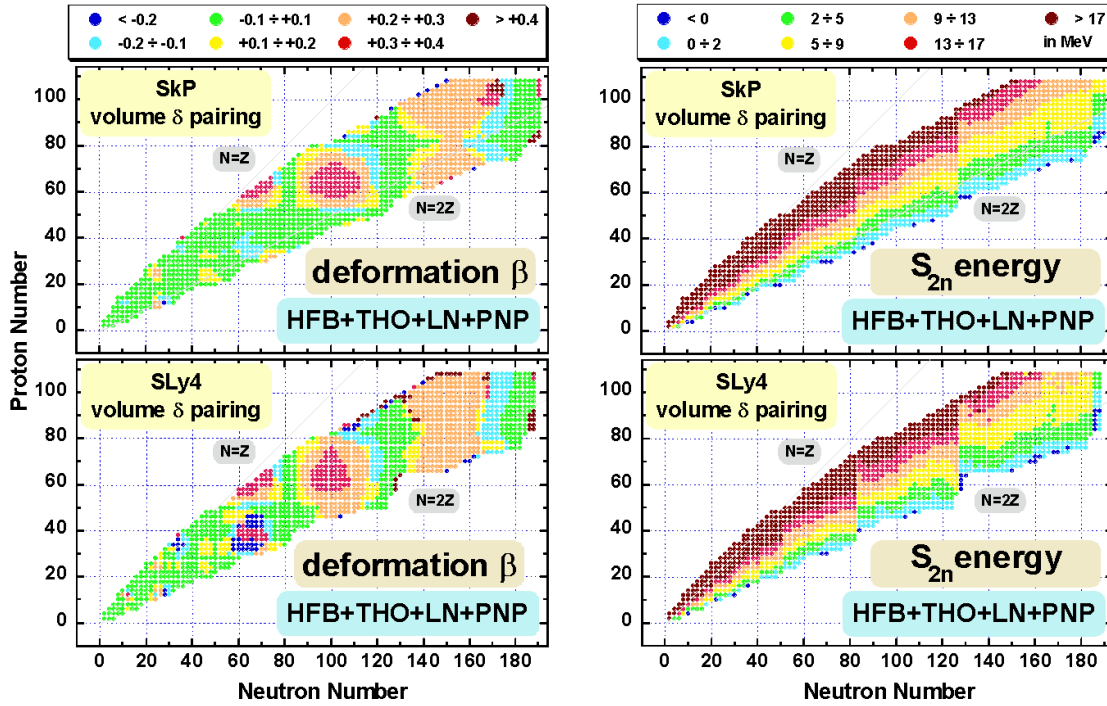 < -0.2
-0.1 ÷ ++0.1
+0.2 ÷ ++0.3
> +0.4
-0.2 ÷ -0.1
+0.1 ÷ ++0.2
+0.3 ÷ ++0.4
< 0
2 ÷ 5
9 ÷ 13
> 17
0 ÷ 2
5 ÷ 9
13 ÷ 17
in MeV
Proton Number
100
80
60
40
20
0
SkP
volume δ pairing
N=Z
N=2Z
deformation β
HFB+THO+LN+PNP
100
80
60
40
20
0
SkP
volume δ pairing
N=Z
N=2Z
S2n energy
HFB+THO+LN+PNP
100
80
60
40
20
0
SLy4
volume δ pairing
N=Z
N=2Z
deformation β
HFB+THO+LN+PNP
0 20 40 60 80 100 120 140 160 180
Neutron Number
100
80
60
40
20
0
SLy4
volume δ pairing
N=Z
N=2Z
S2n energy
HFB+THO+LN+PNP
0 20 40 60 80 100 120 140 160 180
Neutron Number